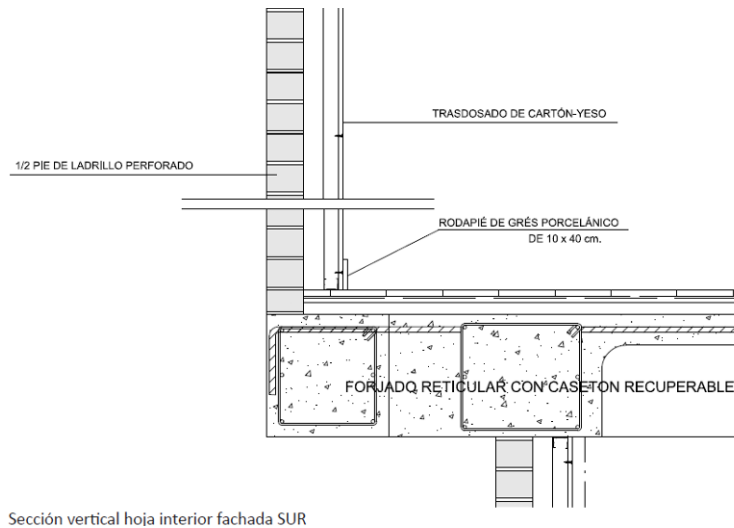 TRASDOSADO DE CARTÓN-YESO
1/2 PIE DE LADRILLO PERFORADO
RODAPIÉ DE GRÉS PORCELÁNICO
DE 10 x 40 cm.
FORJADO RETICULAR CON CASETON RECUPERABLE
Sección vertical hoja interior fachada SUR